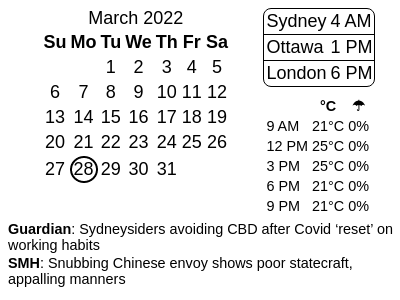 March 2022
Su Mo Tu We Th Fr Sa
1 2 3 4 5
6 7 8 9 10 11 12
13 14 15 16 17 18 19
20 21 22 23 24 25 26
27 28 29 30 31
Sydney 4 AM
Ottawa 1 PM
London 6 PM
°C ☂
9 AM 21°C 0%
12 PM 25°C 0%
3 PM 25°C 0%
6 PM 21°C 0%
9 PM 21°C 0%
Guardian: Sydneysiders avoiding CBD after Covid ‘reset’ on
working habits
SMH: Snubbing Chinese envoy shows poor statecraft,
appalling manners